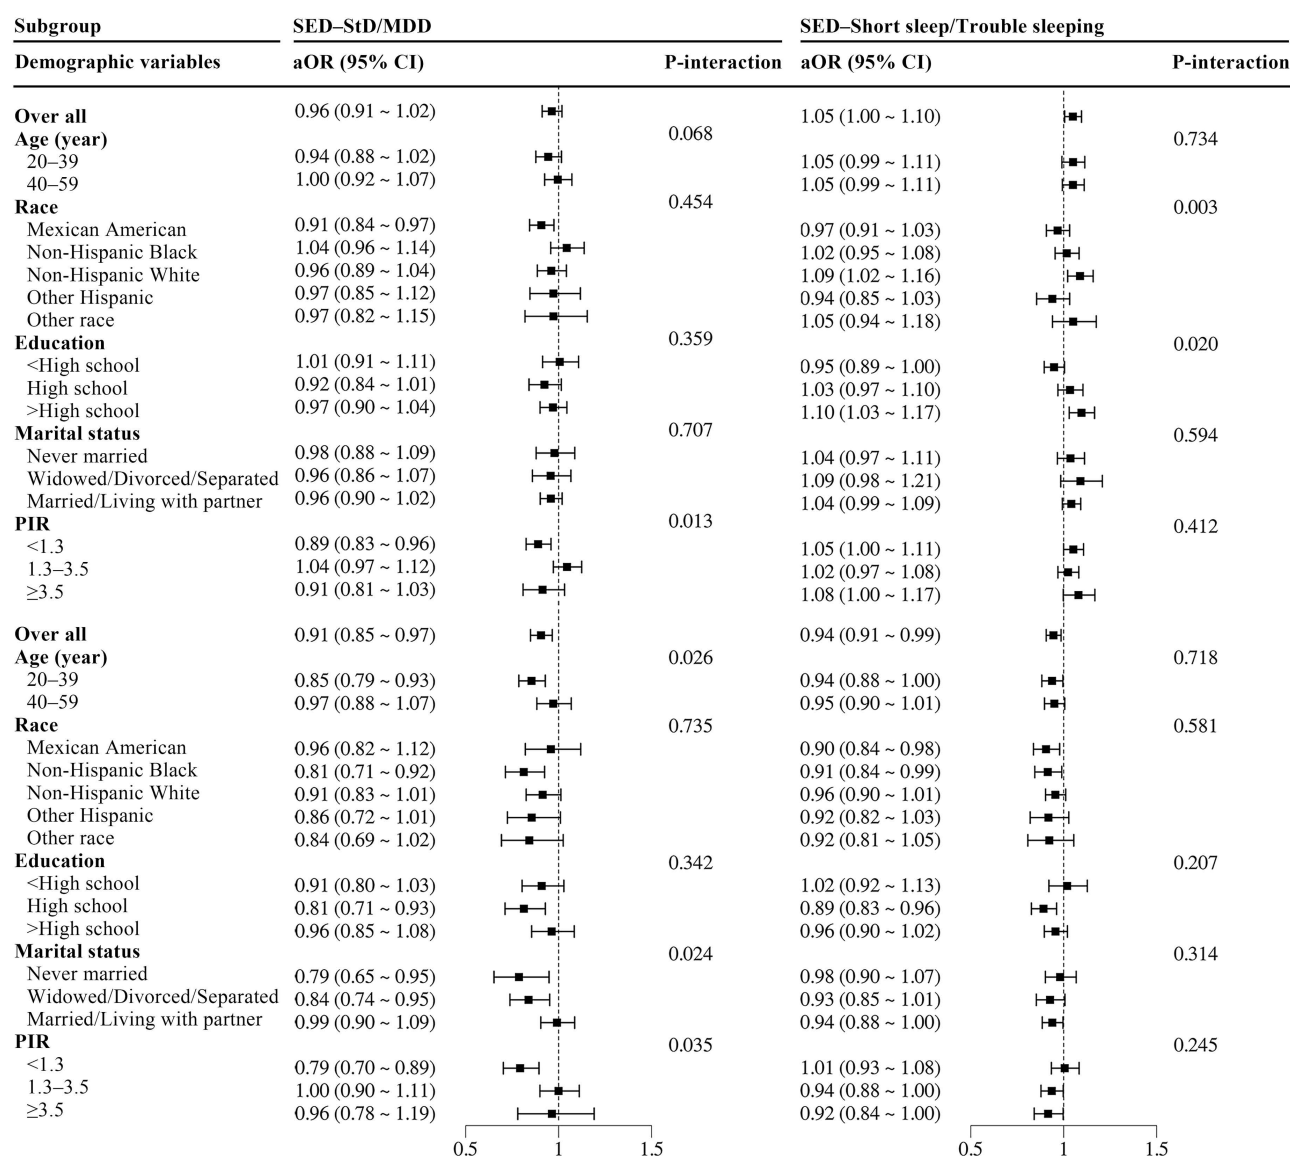 Subgroup SED–StD/MDD SED–Short sleep/Trouble sleeping
Demographic variables aOR (95% CI) P-interaction aOR (95% CI) P-interaction
Over all 0.96 (0.91 ~ 1.02) 1.05 (1.00 ~ 1.10)
Age (year) 0.068 0.734
20–39 0.94 (0.88 ~ 1.02) 1.05 (0.99 ~ 1.11)
40–59 1.00 (0.92 ~ 1.07) 1.05 (0.99 ~ 1.11)
Race 0.454 0.003
Mexican American 0.91 (0.84 ~ 0.97) 0.97 (0.91 ~ 1.03)
Non-Hispanic Black 1.04 (0.96 ~ 1.14) 1.02 (0.95 ~ 1.08)
Non-Hispanic White 0.96 (0.89 ~ 1.04) 1.09 (1.02 ~ 1.16)
Other Hispanic 0.97 (0.85 ~ 1.12) 0.94 (0.85 ~ 1.03)
Other race 0.97 (0.82 ~ 1.15) 1.05 (0.94 ~ 1.18)
Education 0.359 0.020
<High school 1.01 (0.91 ~ 1.11) 0.95 (0.89 ~ 1.00)
High school 0.92 (0.84 ~ 1.01) 1.03 (0.97 ~ 1.10)
>High school 0.97 (0.90 ~ 1.04) 1.10 (1.03 ~ 1.17)
Marital status 0.707 0.594
Never married 0.98 (0.88 ~ 1.09) 1.04 (0.97 ~ 1.11)
Widowed/Divorced/Separated 0.96 (0.86 ~ 1.07) 1.09 (0.98 ~ 1.21)
Married/Living with partner 0.96 (0.90 ~ 1.02) 1.04 (0.99 ~ 1.09)
PIR 0.013 0.412
<1.3 0.89 (0.83 ~ 0.96) 1.05 (1.00 ~ 1.11)
1.3–3.5 1.04 (0.97 ~ 1.12) 1.02 (0.97 ~ 1.08)
≥3.5 0.91 (0.81 ~ 1.03) 1.08 (1.00 ~ 1.17)
Over all 0.91 (0.85 ~ 0.97) 0.94 (0.91 ~ 0.99)
Age (year) 0.026 0.718
20–39 0.85 (0.79 ~ 0.93) 0.94 (0.88 ~ 1.00)
40–59 0.97 (0.88 ~ 1.07) 0.95 (0.90 ~ 1.01)
Race 0.735 0.581
Mexican American 0.96 (0.82 ~ 1.12) 0.90 (0.84 ~ 0.98)
Non-Hispanic Black 0.81 (0.71 ~ 0.92) 0.91 (0.84 ~ 0.99)
Non-Hispanic White 0.91 (0.83 ~ 1.01) 0.96 (0.90 ~ 1.01)
Other Hispanic 0.86 (0.72 ~ 1.01) 0.92 (0.82 ~ 1.03)
Other race 0.84 (0.69 ~ 1.02) 0.92 (0.81 ~ 1.05)
Education 0.342 0.207
<High school 0.91 (0.80 ~ 1.03) 1.02 (0.92 ~ 1.13)
High school 0.81 (0.71 ~ 0.93) 0.89 (0.83 ~ 0.96)
>High school 0.96 (0.85 ~ 1.08) 0.96 (0.90 ~ 1.02)
Marital status 0.024 0.314
Never married 0.79 (0.65 ~ 0.95) 0.98 (0.90 ~ 1.07)
Widowed/Divorced/Separated 0.84 (0.74 ~ 0.95) 0.93 (0.85 ~ 1.01)
Married/Living with partner 0.99 (0.90 ~ 1.09) 0.94 (0.88 ~ 1.00)
PIR 0.035 0.245
<1.3 0.79 (0.70 ~ 0.89) 1.01 (0.93 ~ 1.08)
1.3–3.5 1.00 (0.90 ~ 1.11) 0.94 (0.88 ~ 1.00)
≥3.5 0.96 (0.78 ~ 1.19) 0.92 (0.84 ~ 1.00)
0.5 1 1.5 0.5 1 1.5